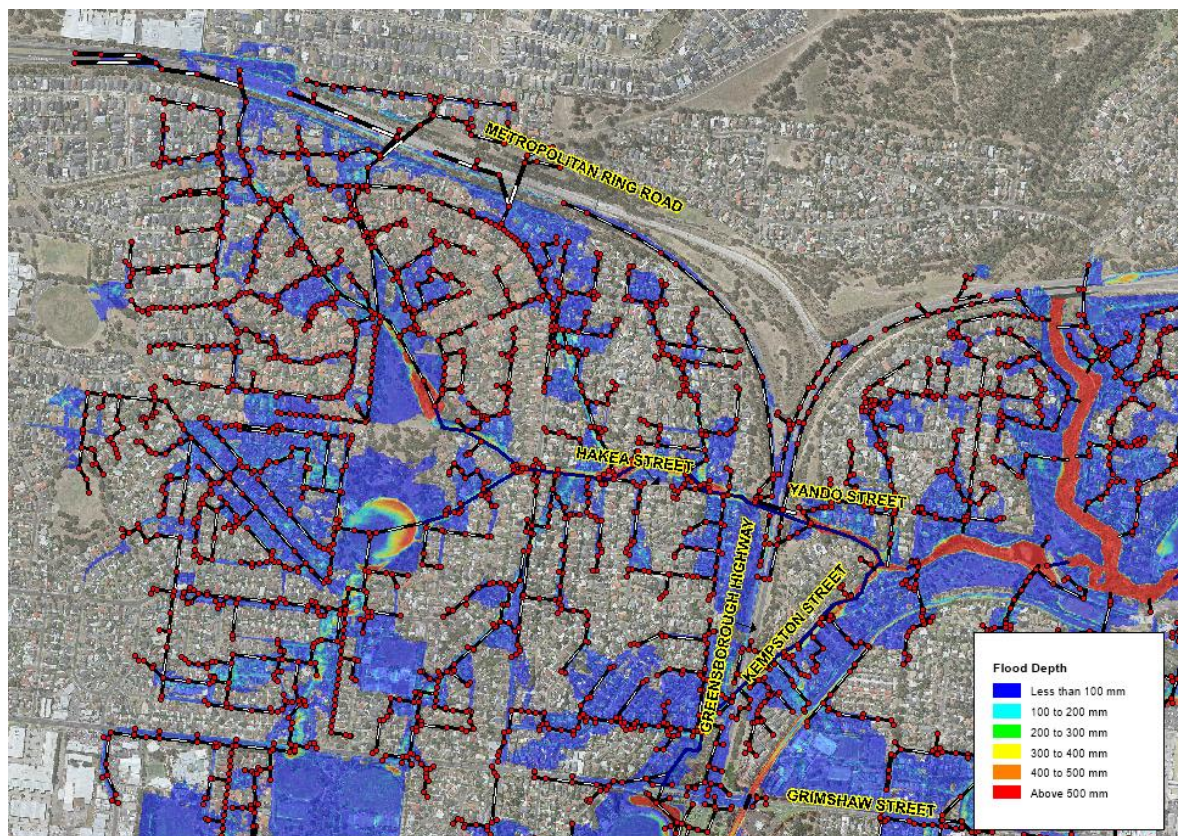 METROPOLITAN RING ROAD
HAKEA STREET
YANDO STREET
GREENSBOROUGH HIGHWAY
KEMPSTON STREET
GRIMSHAW STREET
Flood Depth
Less than 100 mm
100 to 200 mm
200 to 300 mm
300 to 400 mm
400 to 500 mm
Above 500 mm